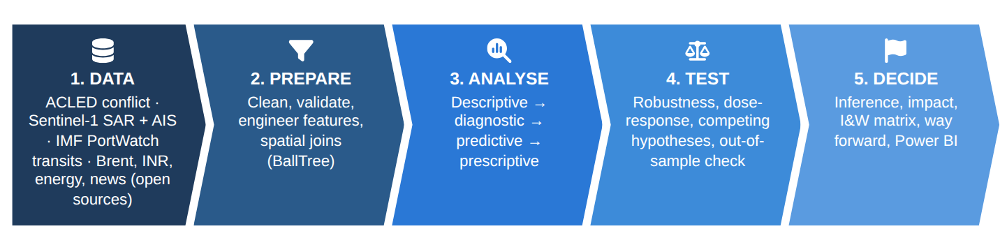 1. DATA
ACLED conflict ·
Sentinel-1 SAR + AIS
· IMF PortWatch
transits · Brent, INR,
energy, news (open
sources)
2. PREPARE
Clean, validate,
engineer features,
spatial joins
(BallTree)
3. ANALYSE
Descriptive →
diagnostic →
predictive →
prescriptive
4. TEST
Robustness, dose-
response, competing
hypotheses, out-of-
sample check
5. DECIDE
Inference, impact,
I&W matrix, way
forward, Power BI